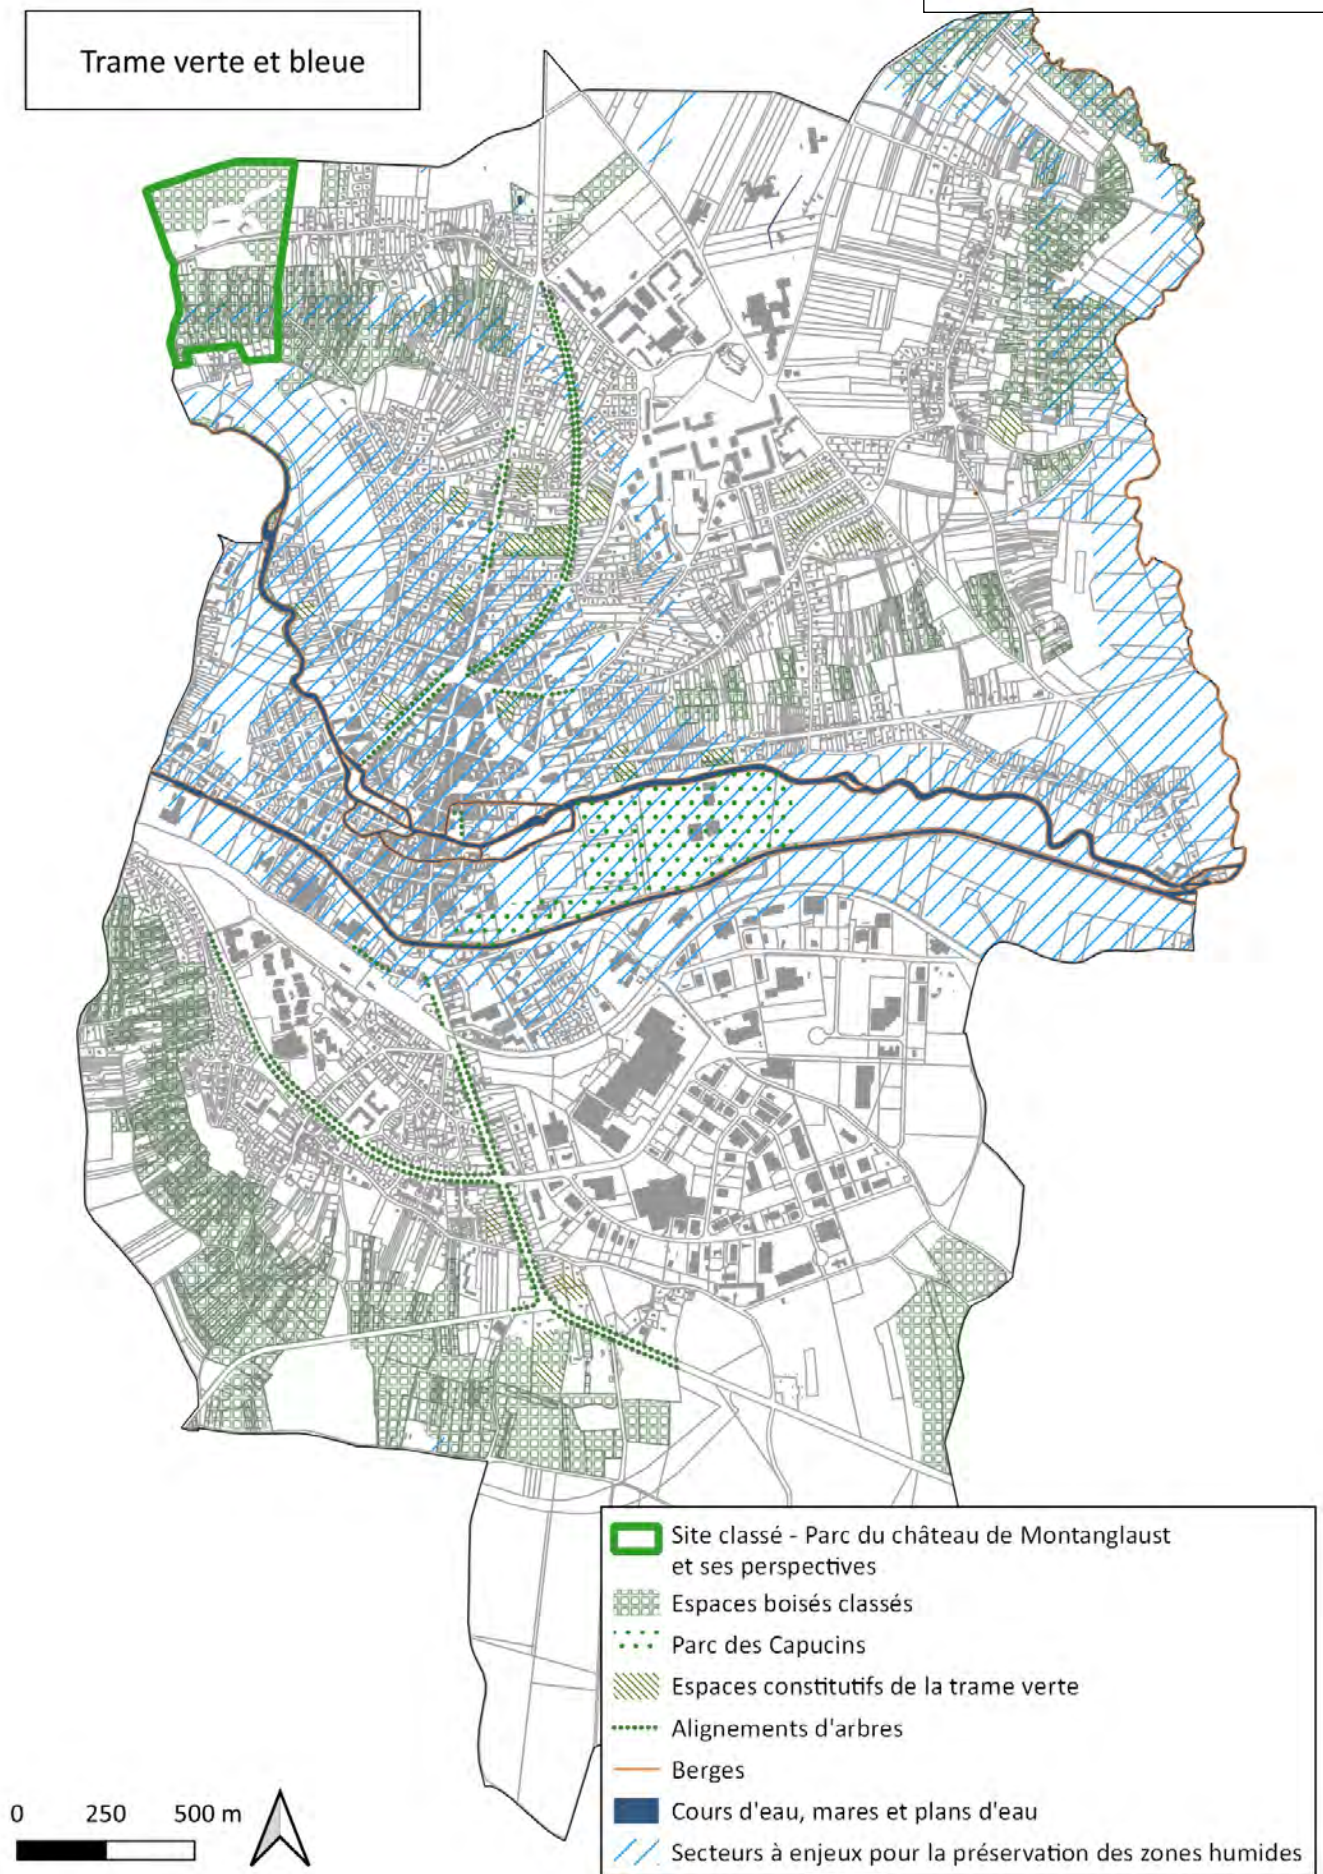 Trame verte et bleue
Site classé - Parc du château de Montanglaust
et ses perspectives
Espaces boisés classés
Parc des Capucins
Espaces constitutifs de la trame verte
Alignements d'arbres
Berges
Cours d'eau, mares et plans d'eau
Secteurs à enjeux pour la préservation des zones humides
0 250 500 m